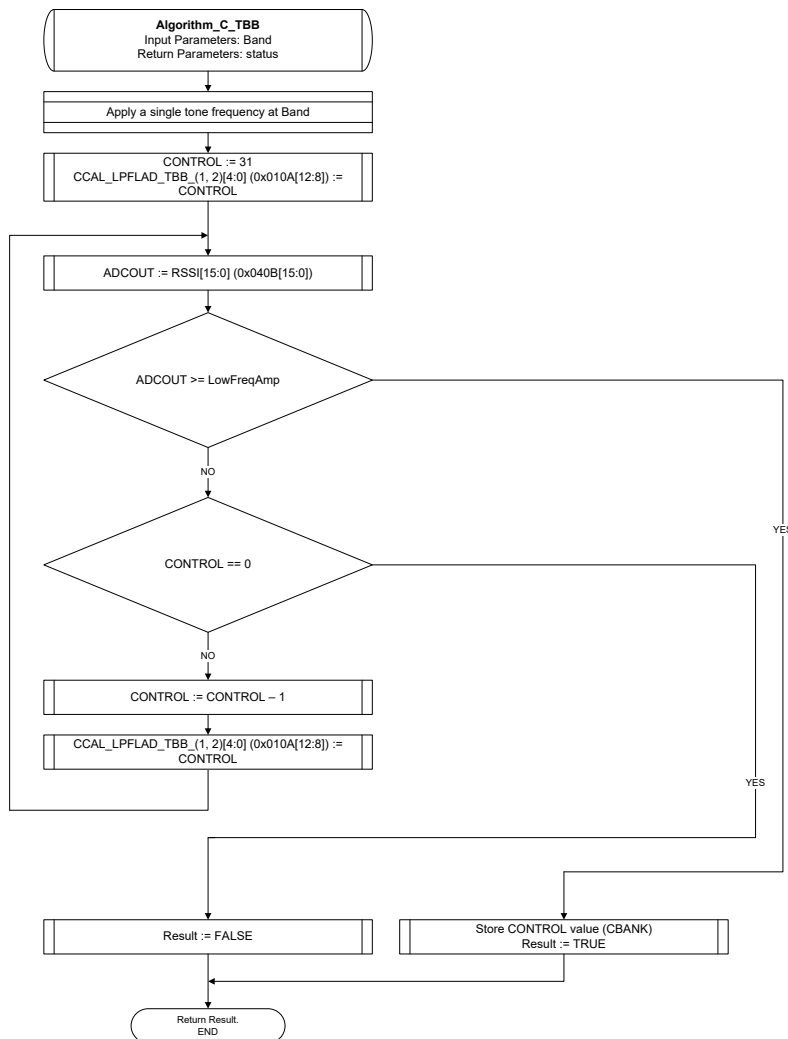 Algorithm_C_TBB
Input Parameters: Band
Return Parameters: status
Apply a single tone frequency at Band
CONTROL := 31
CCAL_LPFLAD_TBB_(1, 2)[4:0] (0x010A[12:8]) :=
CONTROL
ADCOUT := RSSI[15:0] (0x040B[15:0])
ADCOUT >= LowFreqAmp
NO
YES
CONTROL == 0
NO
CONTROL := CONTROL – 1
CCAL_LPFLAD_TBB_(1, 2)[4:0] (0x010A[12:8]) :=
CONTROL
YES
Result := FALSE
Store CONTROL value (CBANK)
Result := TRUE
Return Result.
END